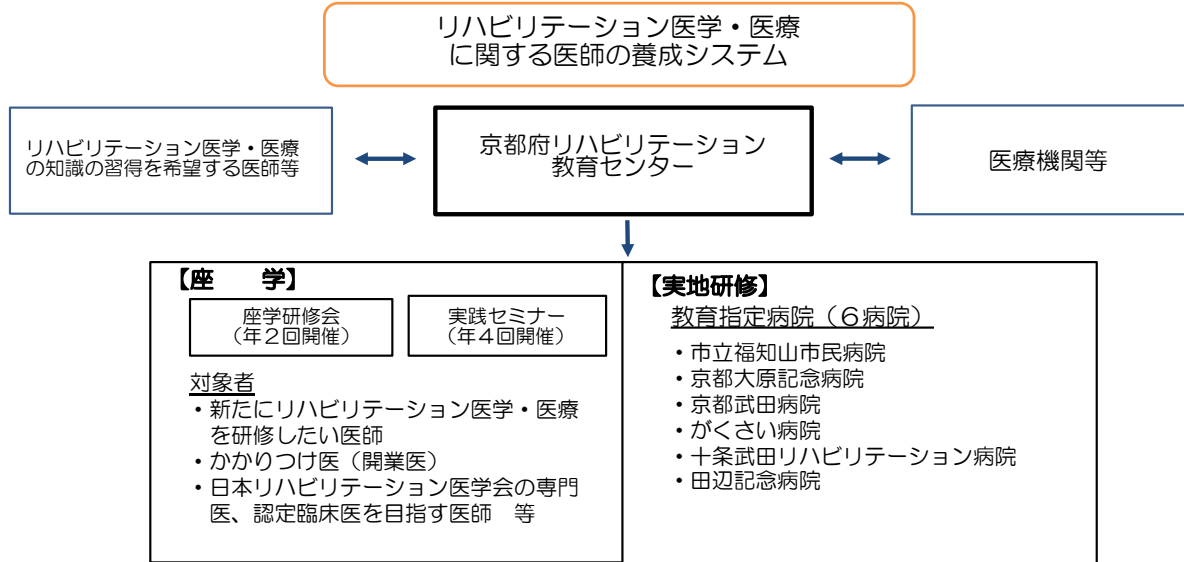 リハビリテーション医学・医療
に関する医師の養成システム
リハビリテーション医学・医療
の知識の習得を希望する医師等
京都府リハビリテーション
教育センター
医療機関等
【座　　学】
座学研修会
（年２回開催）
実践セミナー
（年４回開催）
対象者
・新たにリハビリテーション医学・医療
を研修したい医師
・かかりつけ医（開業医）
・日本リハビリテーション医学会の専門
医、認定臨床医を目指す医師　等
【実地研修】
教育指定病院（６病院）
・市立福知山市民病院
・京都大原記念病院
・京都武田病院
・がくさい病院
・十条武田リハビリテーション病院
・田辺記念病院